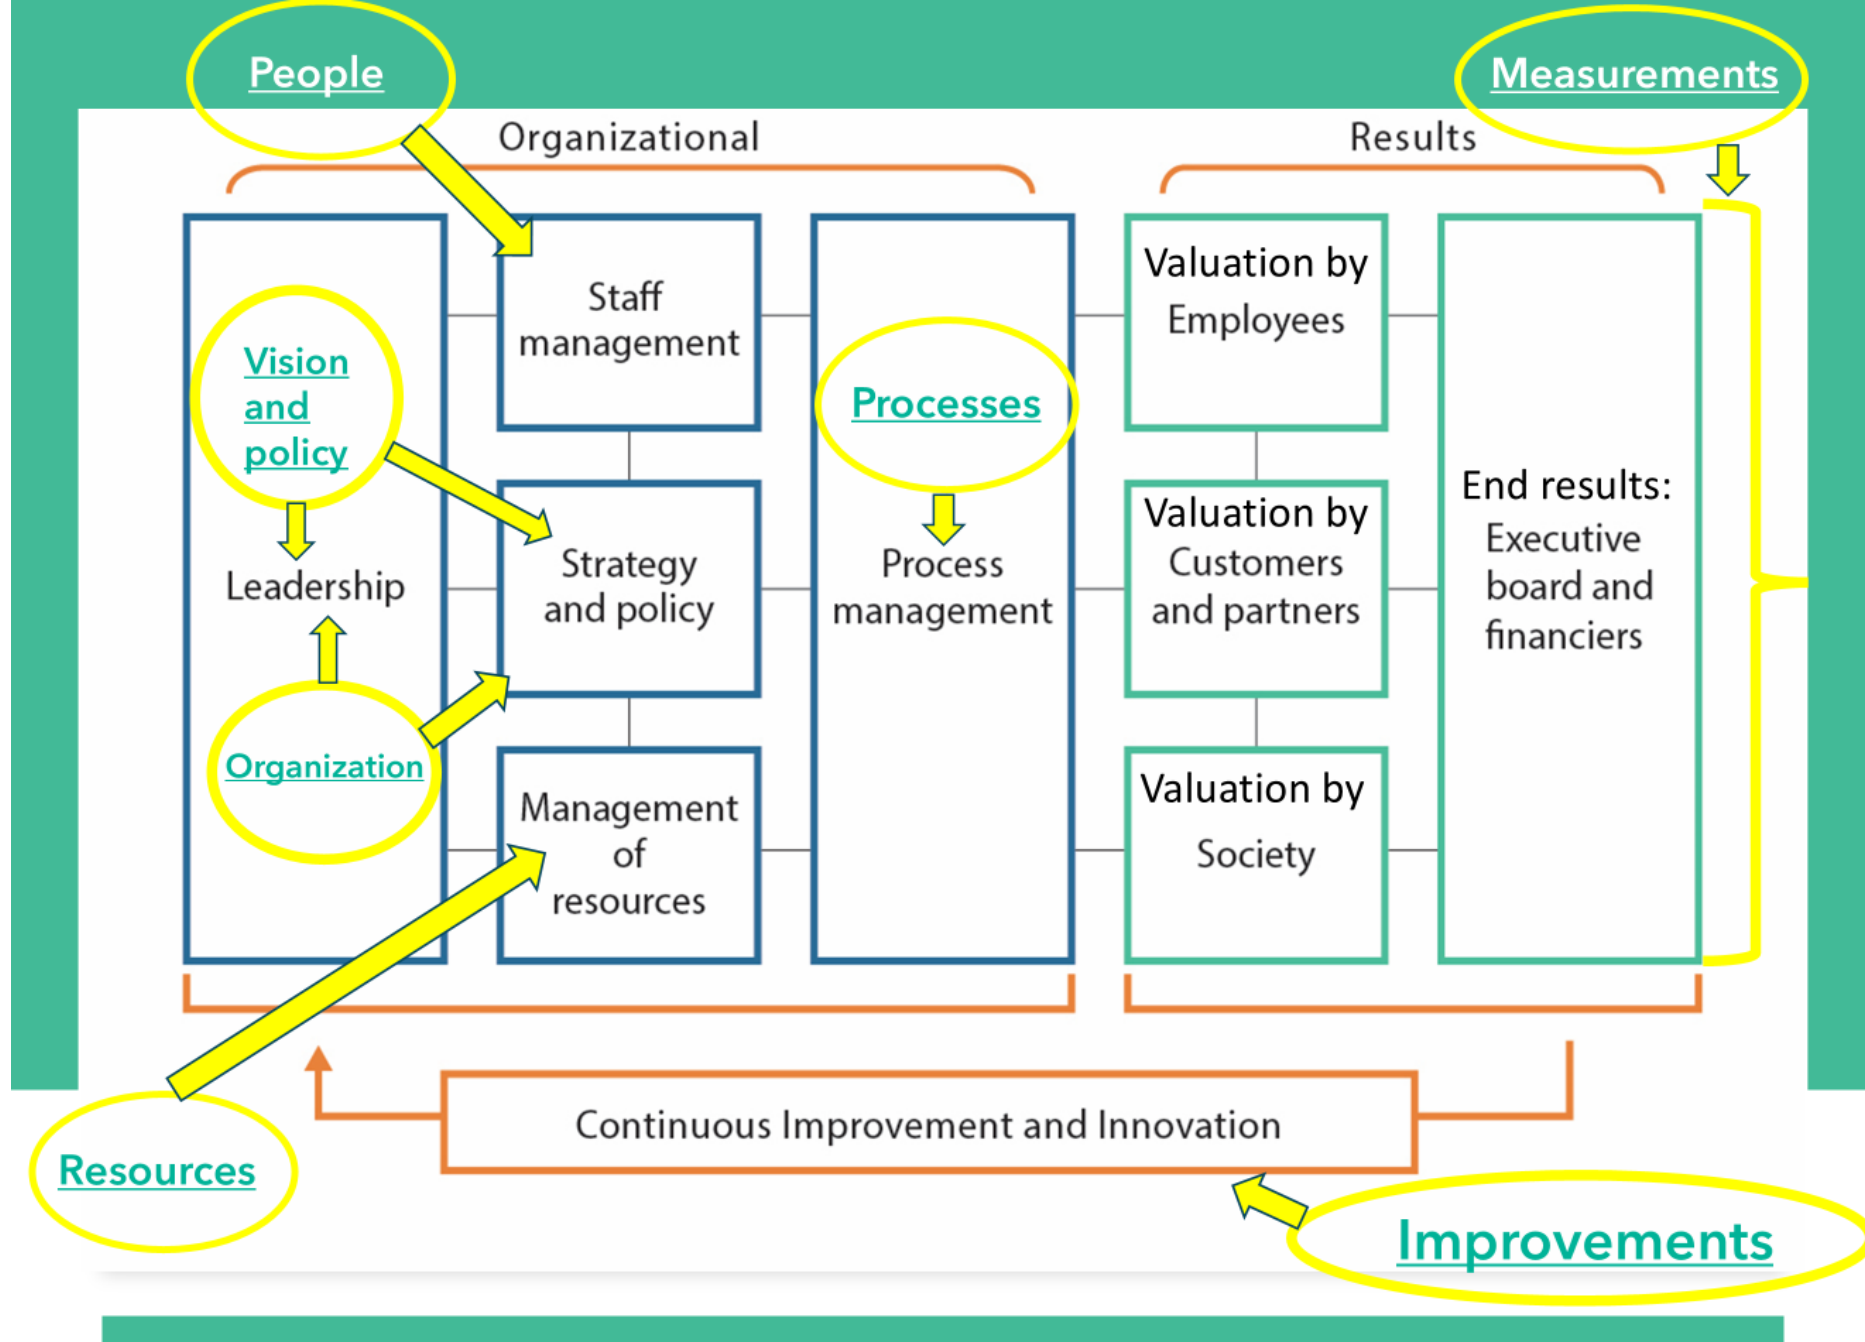 People
Measurements
Organizational
Results
Staff
management
Vision
and
policy
Leadership
Organization
Strategy
and policy
Management
of
resources
Processes
Process
management
Valuation by
Employees
Valuation by
Customers
and partners
Valuation by
Society
End results:
Executive
board and
financiers
Continuous Improvement and Innovation
Resources
Improvements